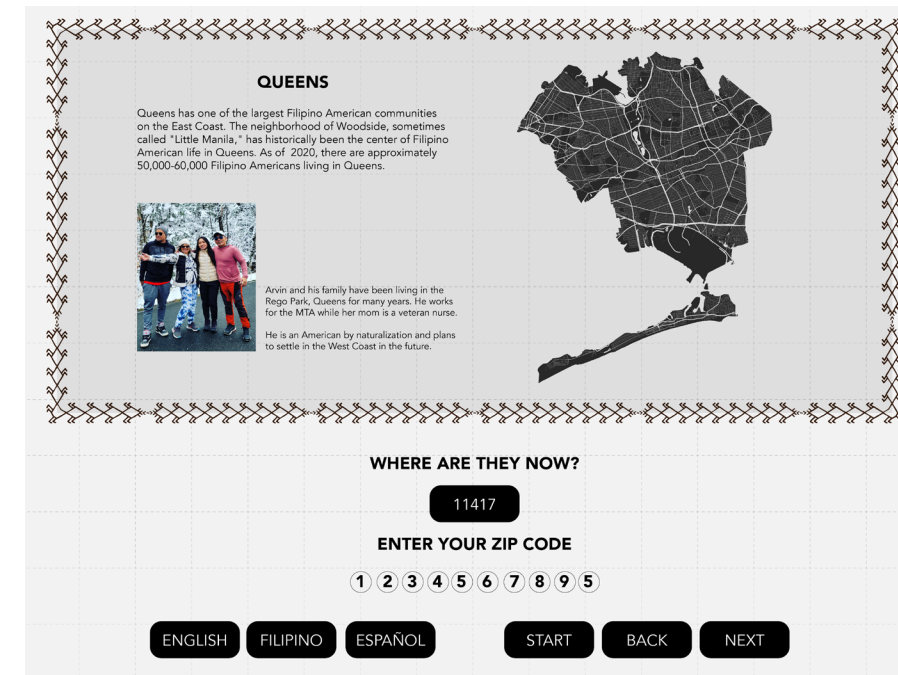 QUEENS
Queens has one of the largest Filipino American communities
on the East Coast. The neighborhood of Woodside, sometimes
called "Little Manila," has historically been the center of Filipino
American life in Queens. As of  2020, there are approximately
50,000-60,000 Filipino Americans living in Queens.
Arvin and his family have been living in the
Rego Park, Queens for many years. He works
for the MTA while her mom is a veteran nurse.
He is an American by naturalization and plans
to settle in the West Coast in the future.
WHERE ARE THEY NOW?
11417
ENTER YOUR ZIP CODE
1 2 3 4 5 6 7 8 9 5
ENGLISH FILIPINO ESPAÑOL START BACK NEXT